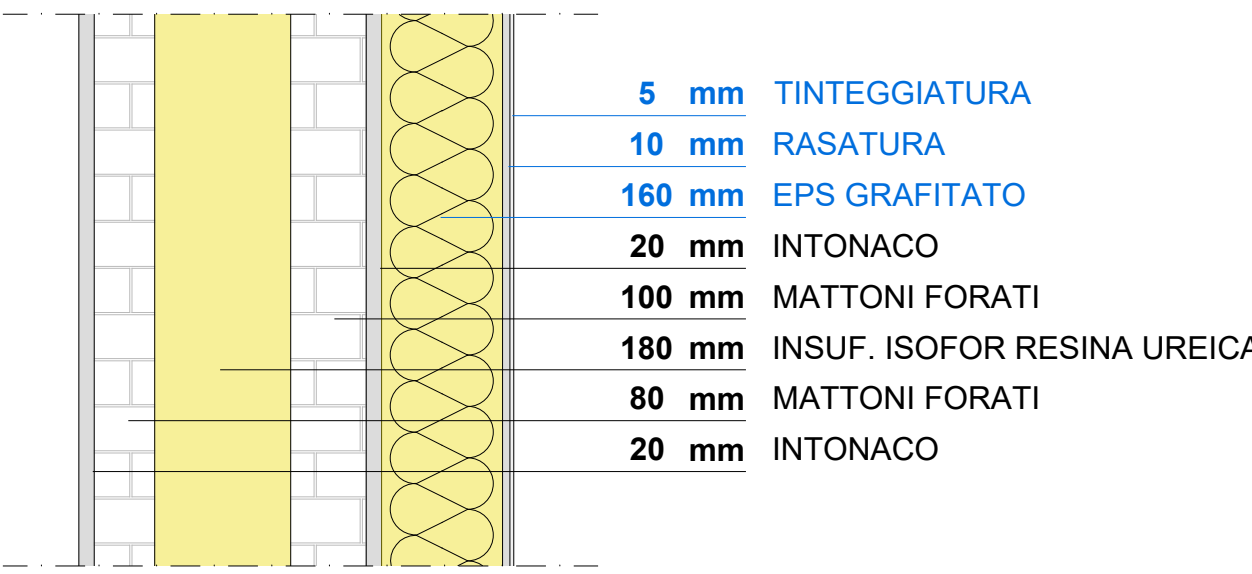 5 mm TINTEGGIATURA
10 mm RASATURA
160 mm EPS GRAFITATO
20 mm INTONACO
100 mm MATTONI FORATI
180 mm INSUF. ISOFOR RESINA UREICA
80 mm MATTONI FORATI
20 mm INTONACO